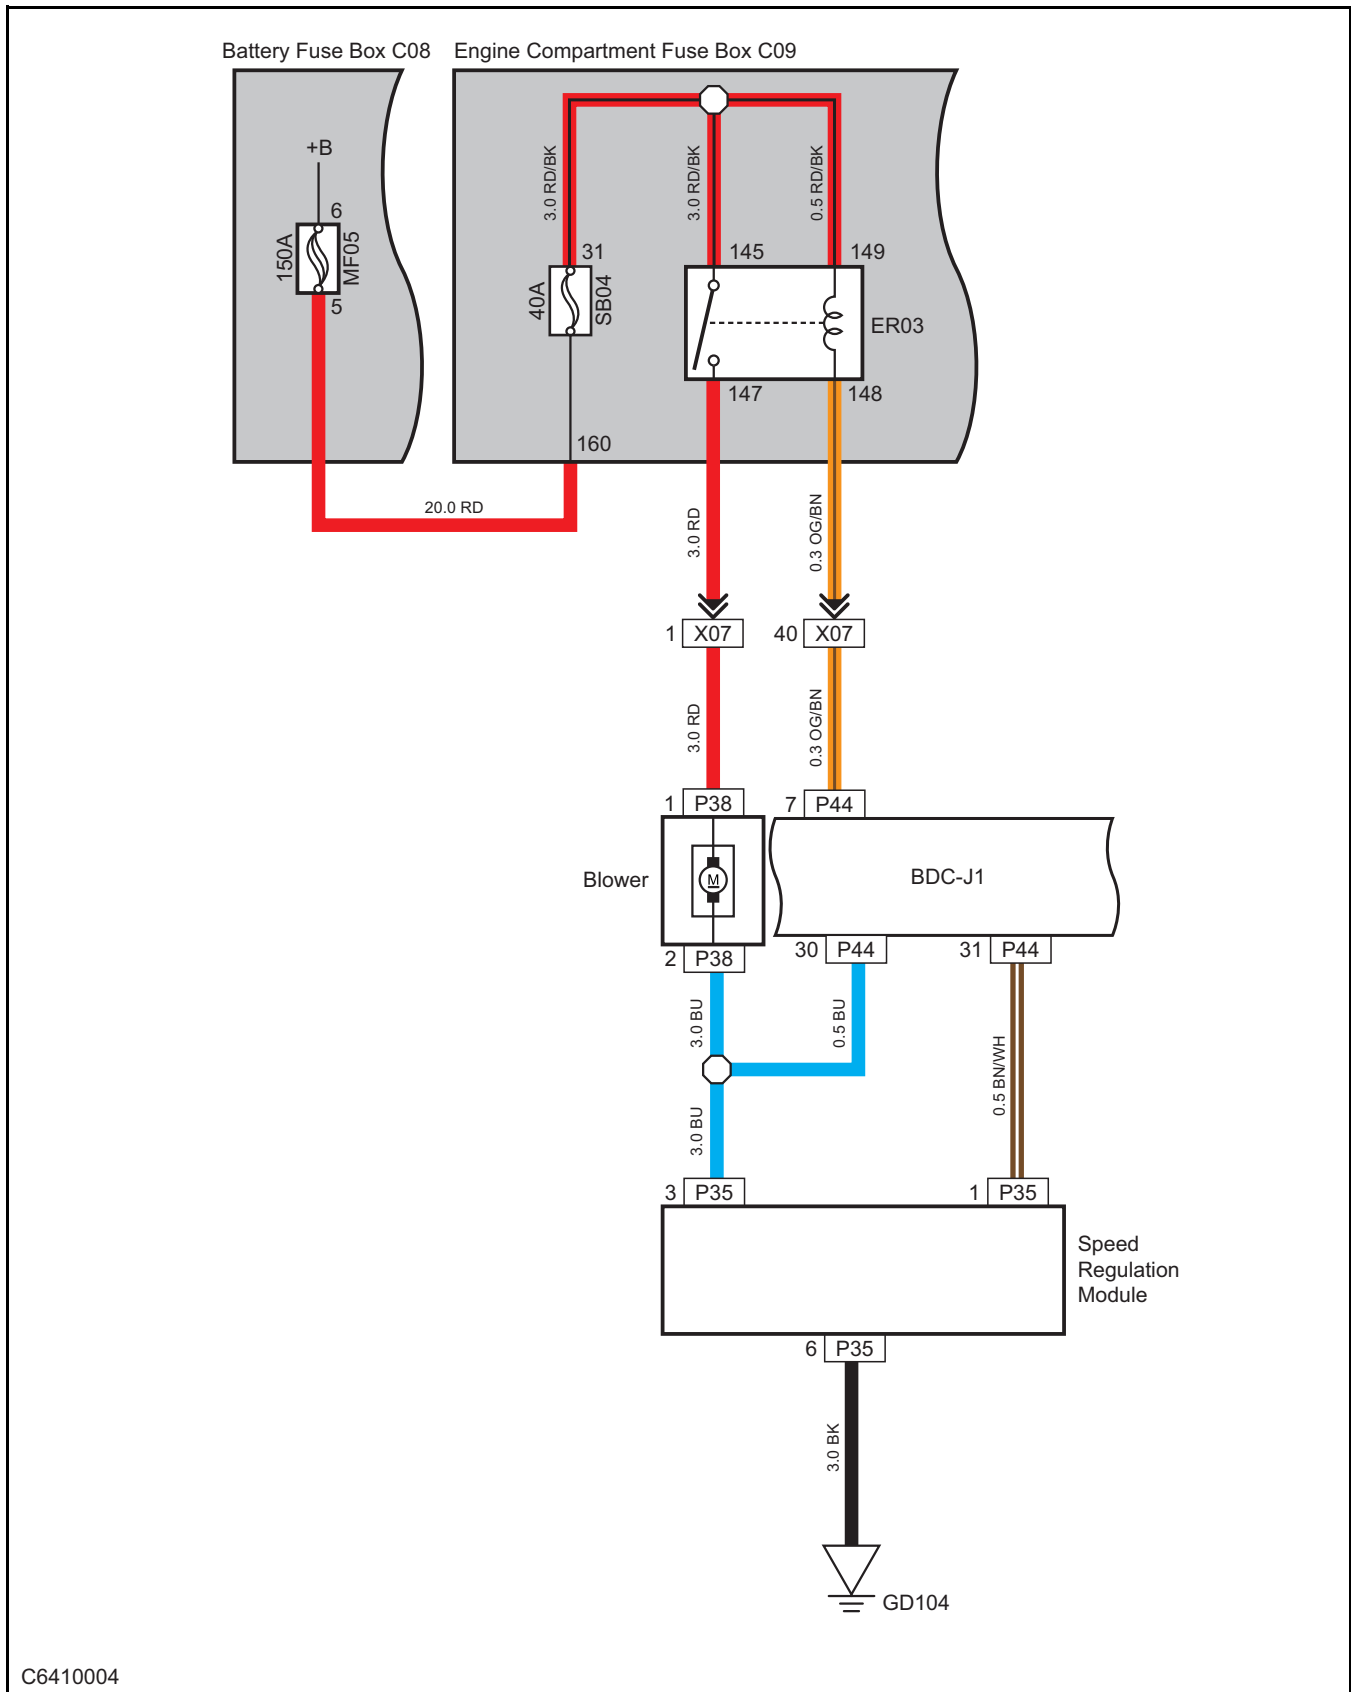 Battery Fuse Box C08
Engine Compartment Fuse Box C09
+B
6
150A
MF05
5
20.0 RD
3.0 RD/BK
3.0 RD/BK
0.5 RD/BK
31
40A
SB04
160
145
149
ER03
147
148
3.0 RD
0.3 OG/BN
1
X07
40
X07
3.0 RD
0.3 OG/BN
1
P38
7
P44
Blower
M
BDC-J1
2
P38
30
P44
31
P44
3.0 BU
0.5 BU
0.5 BN/WH
3.0 BU
3
P35
1
P35
Speed
Regulation
Module
6
P35
3.0 BK
GD104
C6410004